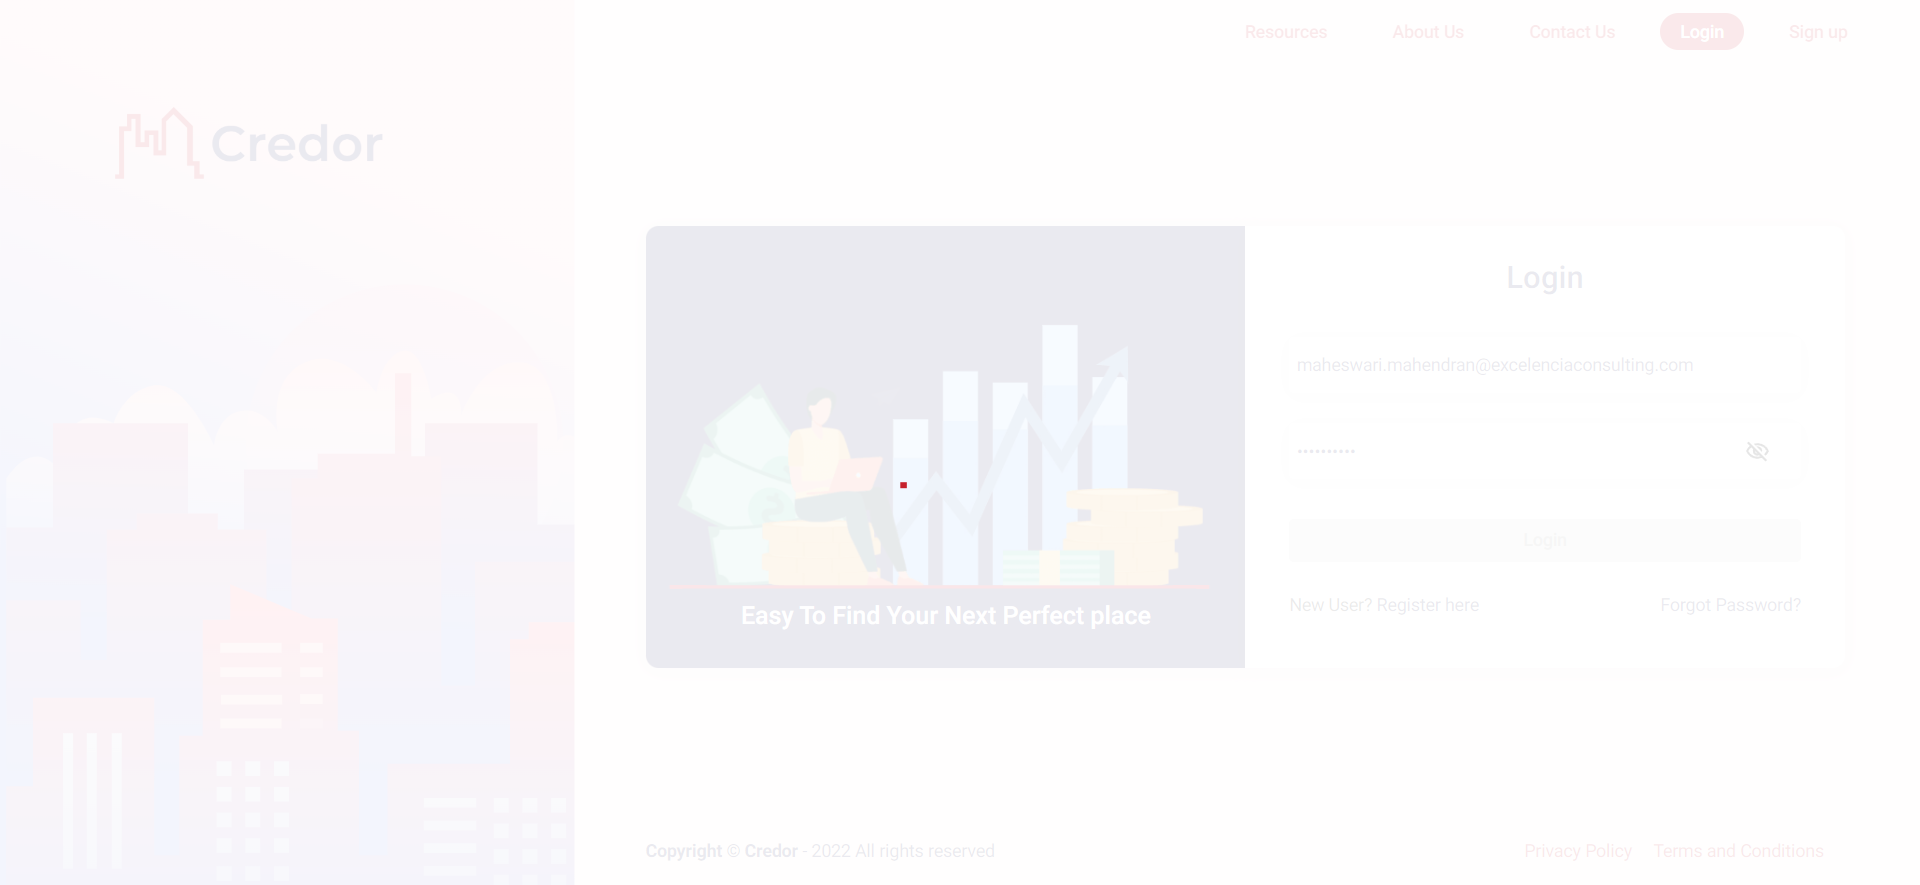 Resources About Us Contact Us Login Sign up
Credor
Login
maheswari.mahendran@excelenciaconsulting.com
••••••••••
Login
New User? Register here Forgot Password?
Easy To Find Your Next Perfect place
Copyright © Credor - 2022 All rights reserved Privacy Policy Terms and Conditions